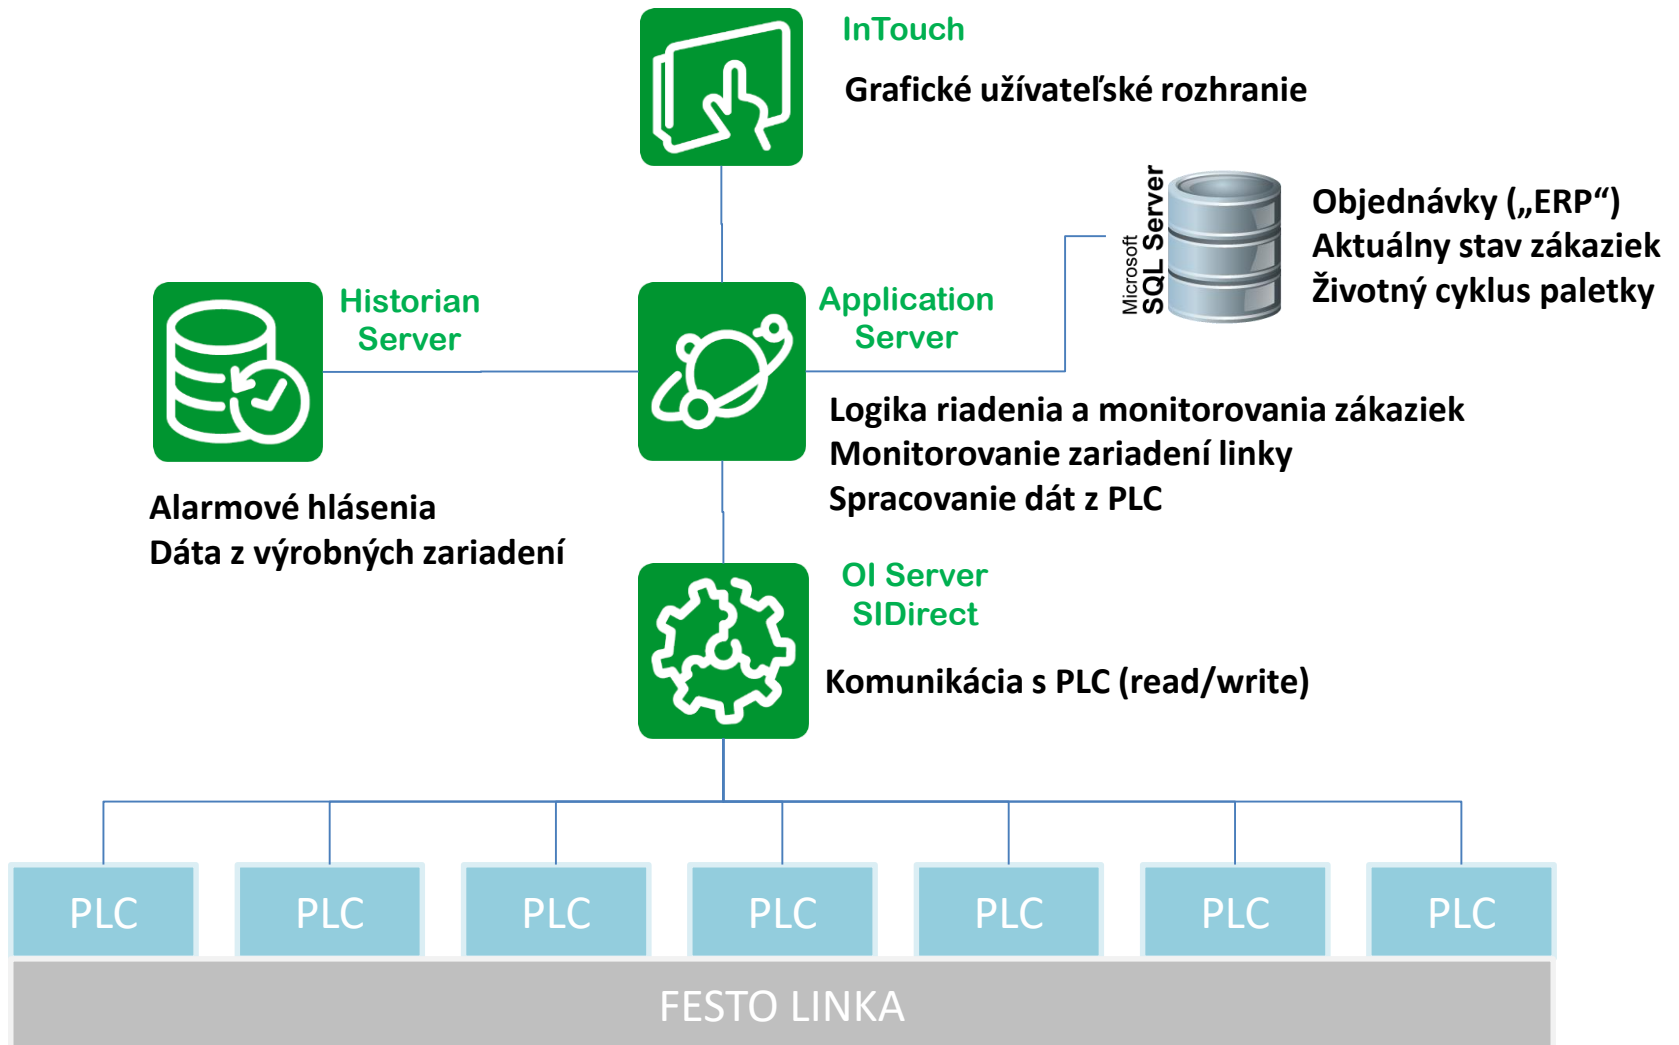 InTouch
Grafické užívateľské rozhranie
Microsoft
SQL Server
Objednávky („ERP“)
Aktuálny stav zákaziek
Životný cyklus paletky
Historian
Server
Application
Server
Alarmové hlásenia
Dáta z výrobných zariadení
Logika riadenia a monitorovania zákaziek
Monitorovanie zariadení linky
Spracovanie dát z PLC
OI Server
SIDirect
Komunikácia s PLC (read/write)
PLC
PLC
PLC
PLC
PLC
PLC
PLC
FESTO LINKA